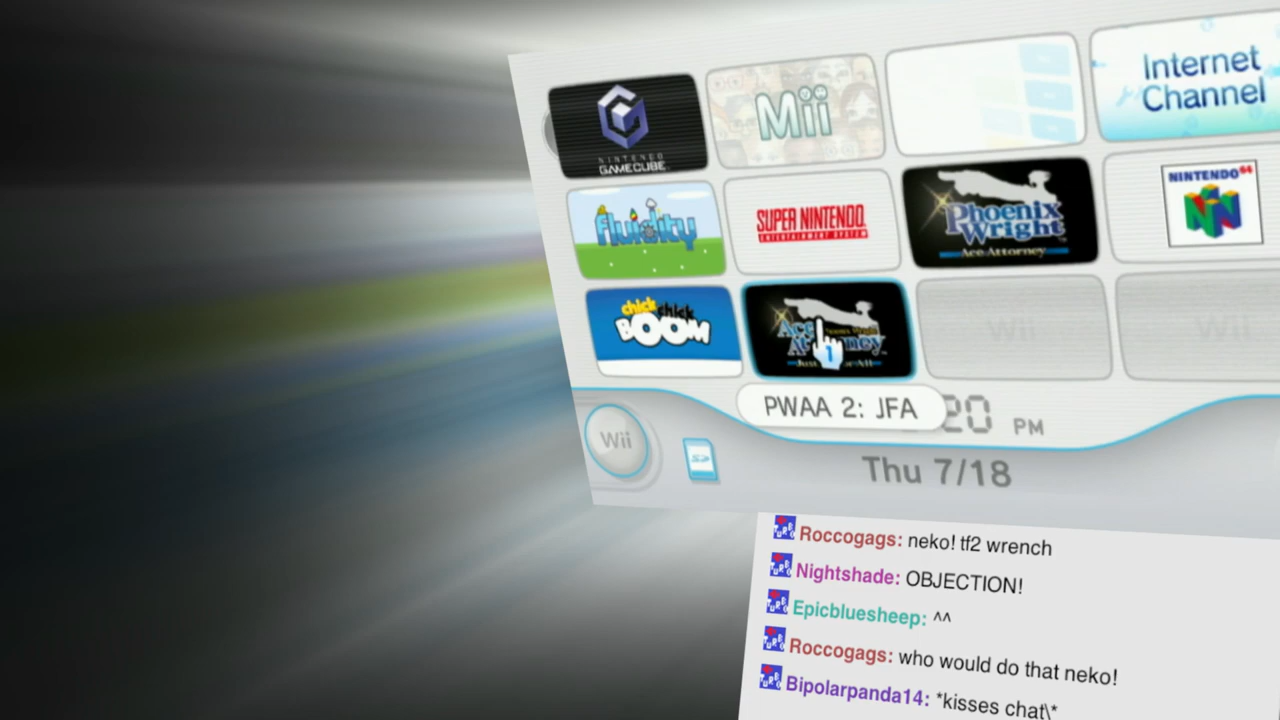 NINTENDO
GAMECUBE
Mii
Internet
Channel
fluidity
SUPER NINTENDO
ENTERTAINMENT SYSTEM
Phoenix
Wright
Ace Attorney
NINTENDO 64
chick chick
BOOM
Wii
Wii
1
PWAA 2: JFA
20 PM
Wii
Thu 7/18
Roccogags: neko! tf2 wrench
Nightshade: OBJECTION!
Epicbluesheep: ^^
Roccogags: who would do that neko!
Bipolarpanda14: *kisses chat\*